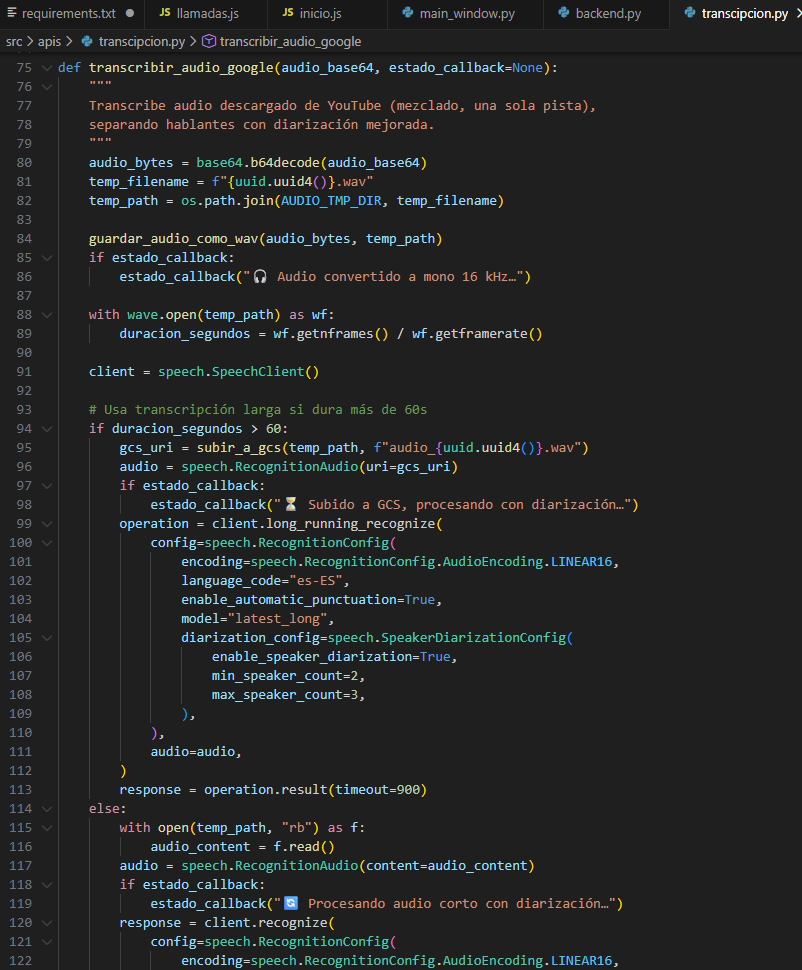 requirements.txt llamadas.js inicio.js main_window.py backend.py transcipcion.py
src > apis > transcipcion.py > transcribir_audio_google
75 def transcribir_audio_google(audio_base64, estado_callback=None):
76     """
77     Transcribe audio descargado de YouTube (mezclado, una sola pista),
78     separando hablantes con diarización mejorada.
79     """
80     audio_bytes = base64.b64decode(audio_base64)
81     temp_filename = f"{uuid.uuid4()}.wav"
82     temp_path = os.path.join(AUDIO_TMP_DIR, temp_filename)
83
84     guardar_audio_como_wav(audio_bytes, temp_path)
85     if estado_callback:
86         estado_callback("🎧 Audio convertido a mono 16 kHz…")
87
88     with wave.open(temp_path) as wf:
89         duracion_segundos = wf.getnframes() / wf.getframerate()
90
91     client = speech.SpeechClient()
92
93     # Usa transcripción larga si dura más de 60s
94     if duracion_segundos > 60:
95         gcs_uri = subir_a_gcs(temp_path, f"audio_{uuid.uuid4()}.wav")
96         audio = speech.RecognitionAudio(uri=gcs_uri)
97         if estado_callback:
98             estado_callback("⏳ Subido a GCS, procesando con diarización…")
99         operation = client.long_running_recognize(
100             config=speech.RecognitionConfig(
101                 encoding=speech.RecognitionConfig.AudioEncoding.LINEAR16,
102                 language_code="es-ES",
103                 enable_automatic_punctuation=True,
104                 model="latest_long",
105                 diarization_config=speech.SpeakerDiarizationConfig(
106                     enable_speaker_diarization=True,
107                     min_speaker_count=2,
108                     max_speaker_count=3,
109                 ),
110             ),
111             audio=audio,
112         )
113         response = operation.result(timeout=900)
114     else:
115         with open(temp_path, "rb") as f:
116             audio_content = f.read()
117         audio = speech.RecognitionAudio(content=audio_content)
118         if estado_callback:
119             estado_callback("🔄 Procesando audio corto con diarización…")
120         response = client.recognize(
121             config=speech.RecognitionConfig(
122                 encoding=speech.RecognitionConfig.AudioEncoding.LINEAR16,